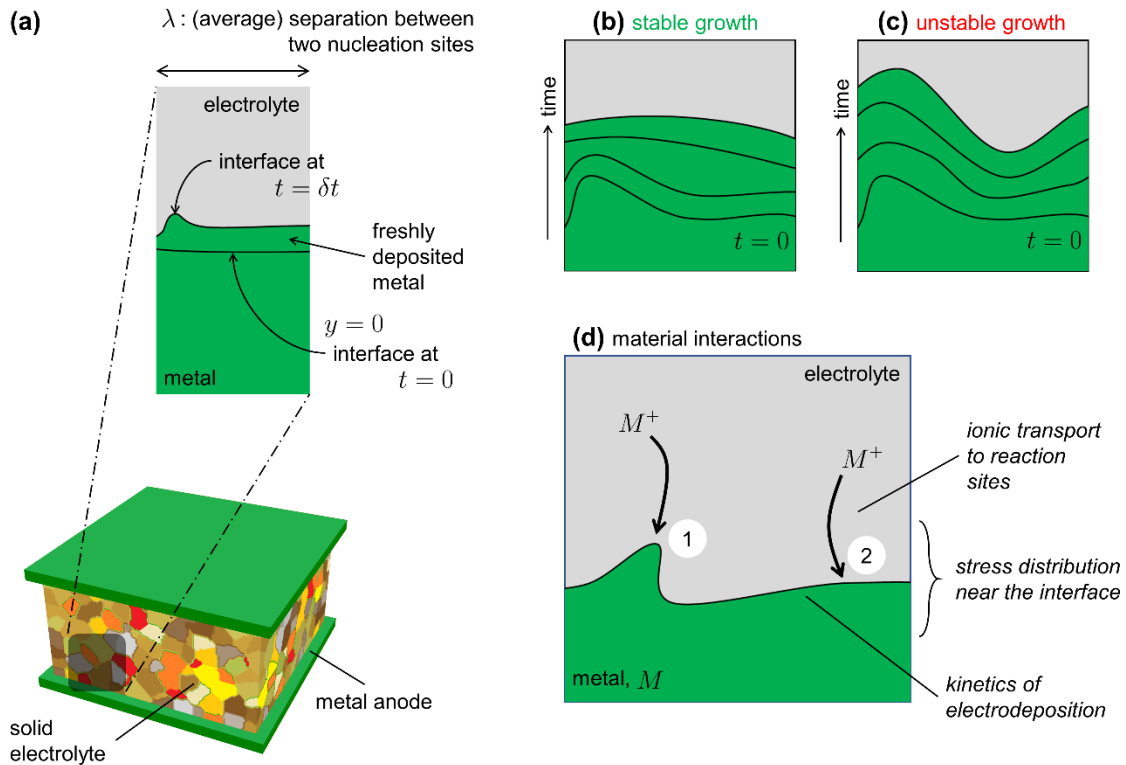 (a)
λ : (average) separation between
two nucleation sites
electrolyte
interface at
t = δt
freshly
deposited
metal
y = 0
interface at
t = 0
metal
solid
electrolyte
metal anode
(b)
stable growth
time
t = 0
(c)
unstable growth
time
t = 0
(d) material interactions
electrolyte
M⁺
M⁺
1
2
metal, M
ionic transport
to reaction
sites
stress distribution
near the interface
kinetics of
electrodeposition